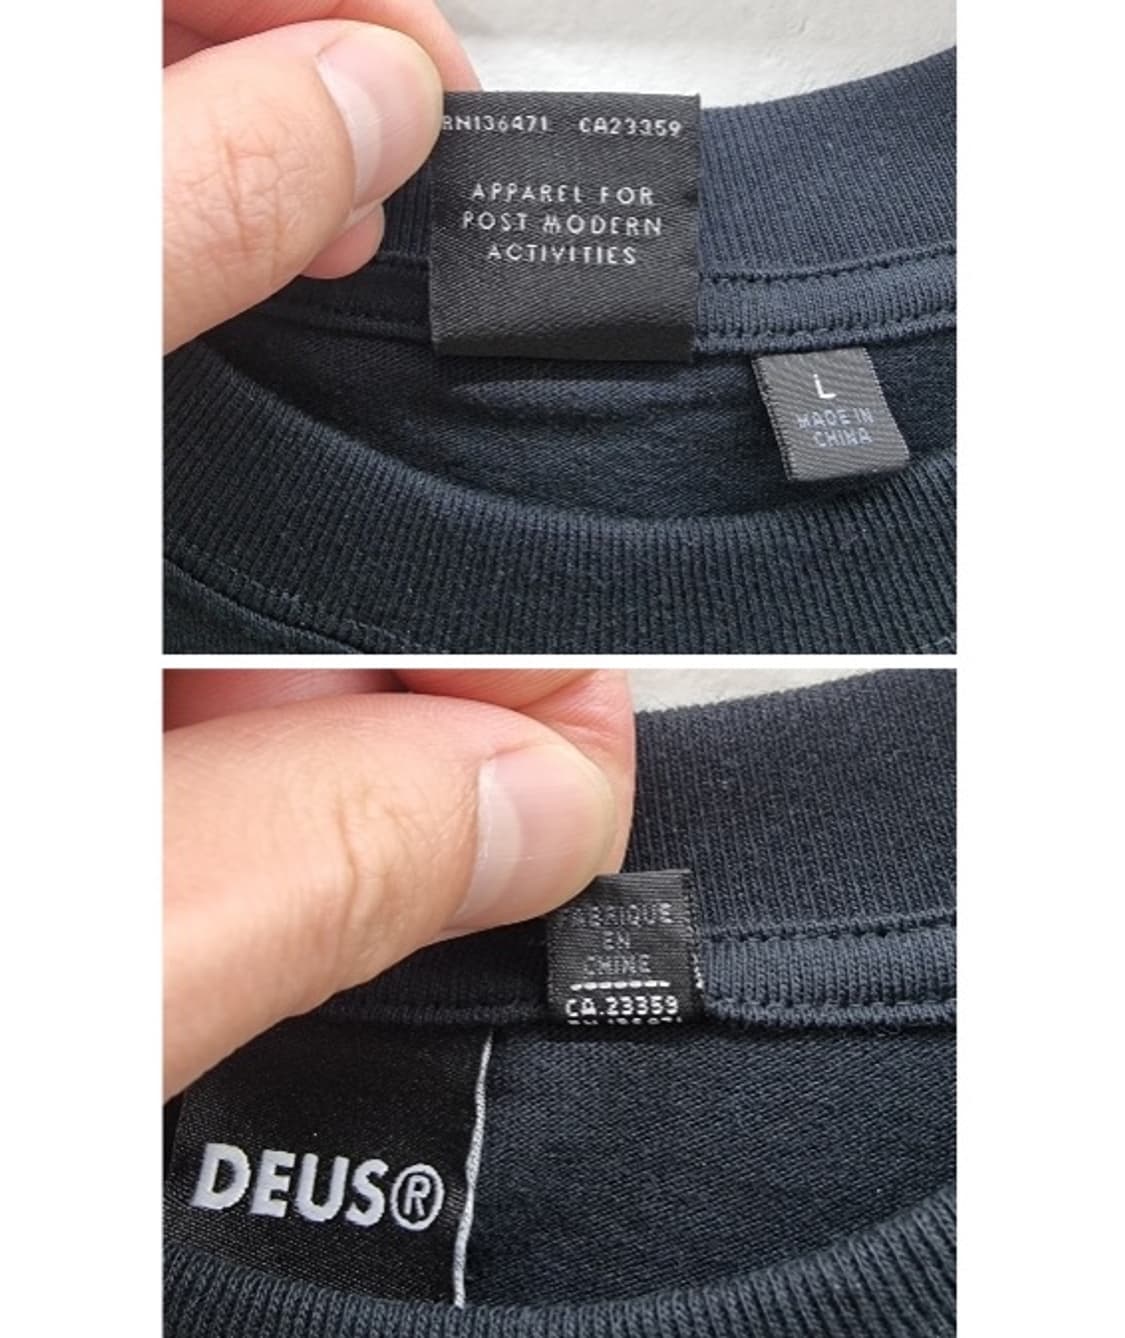 RN136471 CA23359
APPAREL FOR
POST MODERN
ACTIVITIES
L
MADE IN
CHINA
FABRIQUE
EN
CHINE
CA.23359
DEUS®